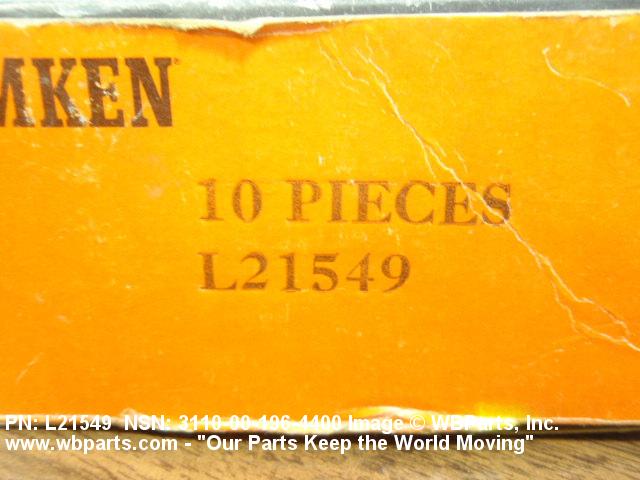 MKEN
10 PIECES
L21549
PN: L21549 NSN: 3110-00-196-4400 Image © WBParts, Inc.
www.wbparts.com - "Our Parts Keep the World Moving"